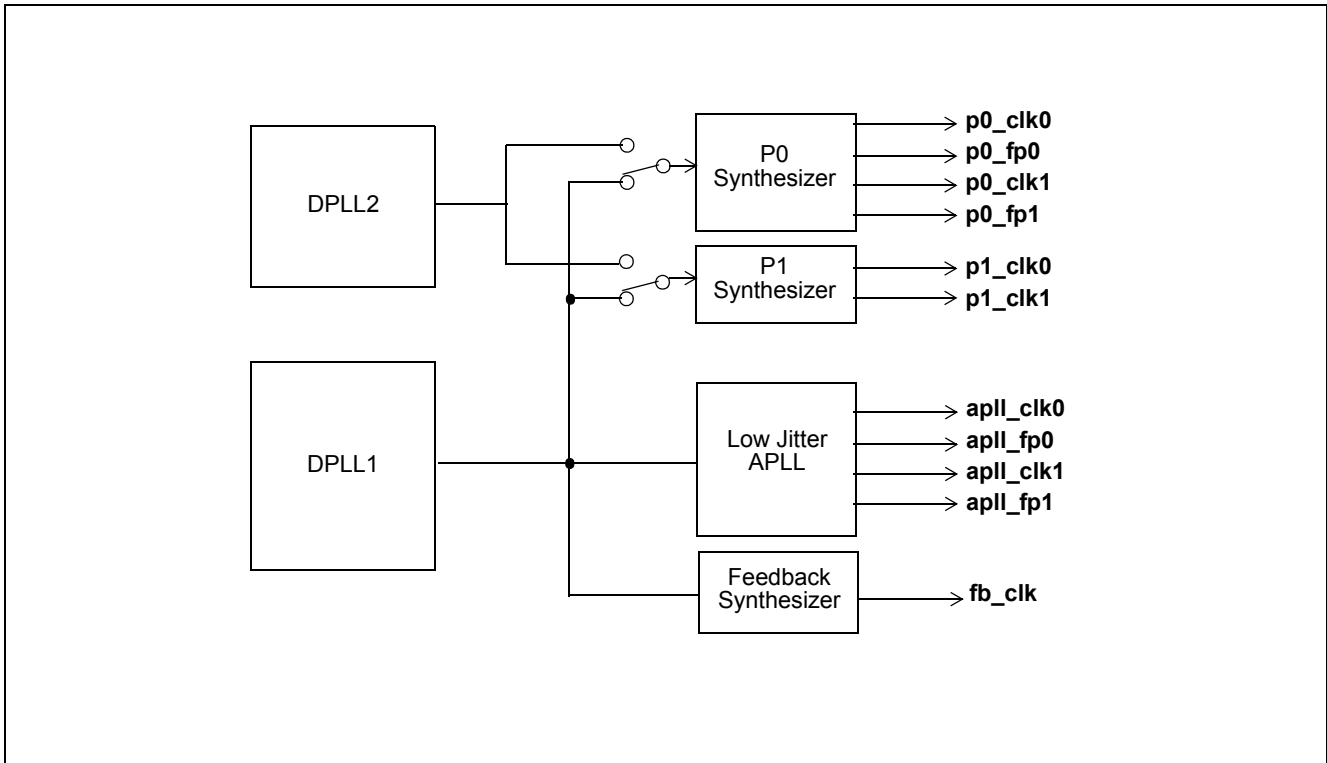 DPLL2
P0
Synthesizer
p0_clk0
p0_fp0
p0_clk1
p0_fp1
P1
Synthesizer
p1_clk0
p1_clk1
DPLL1
Low Jitter
APLL
apll_clk0
apll_fp0
apll_clk1
apll_fp1
Feedback
Synthesizer
fb_clk